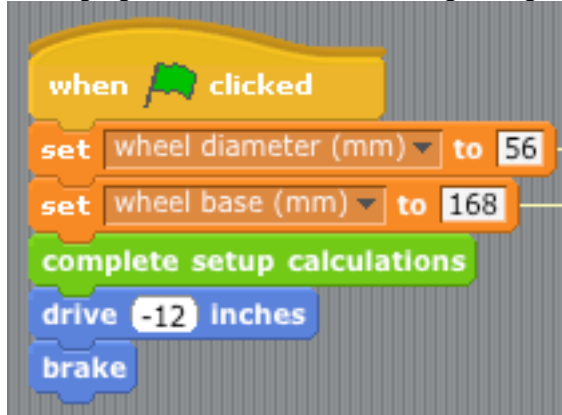 when clicked
set wheel diameter (mm) to 56
set wheel base (mm) to 168
complete setup calculations
drive -12 inches
brake